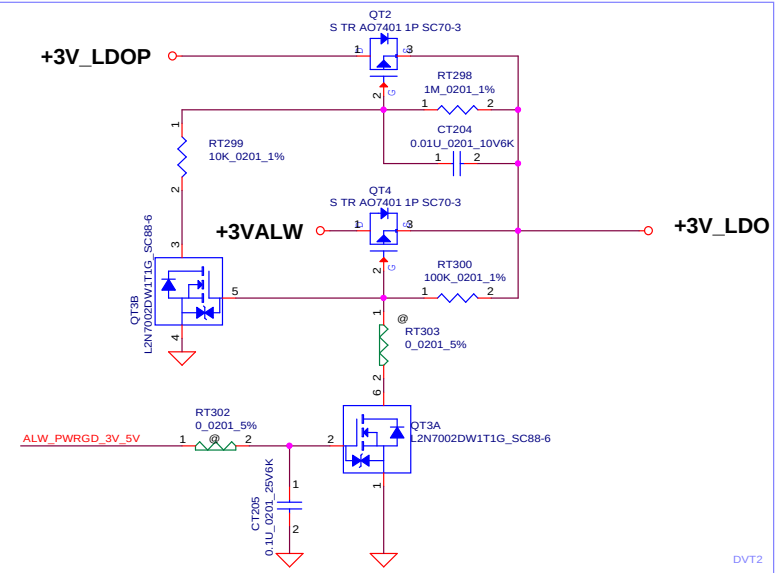 QT2
S TR AO7401 1P SC70-3
+3V_LDOP
1
D
S
3
2
G
RT298
1M_0201_1%
1
2
CT204
0.01U_0201_10V6K
1
2
1
RT299
10K_0201_1%
2
QT4
S TR AO7401 1P SC70-3
+3VALW
1
D
S
3
+3V_LDO
2
G
RT300
100K_0201_1%
1
2
3
QT3B
L2N7002DW1T1G_SC88-6
5
4
1
@
RT303
0_0201_5%
2
6
RT302
0_0201_5%
ALW_PWRGD_3V_5V
1
@
2
2
QT3A
L2N7002DW1T1G_SC88-6
1
CT205
0.1U_0201_25V6K
1
2
DVT2